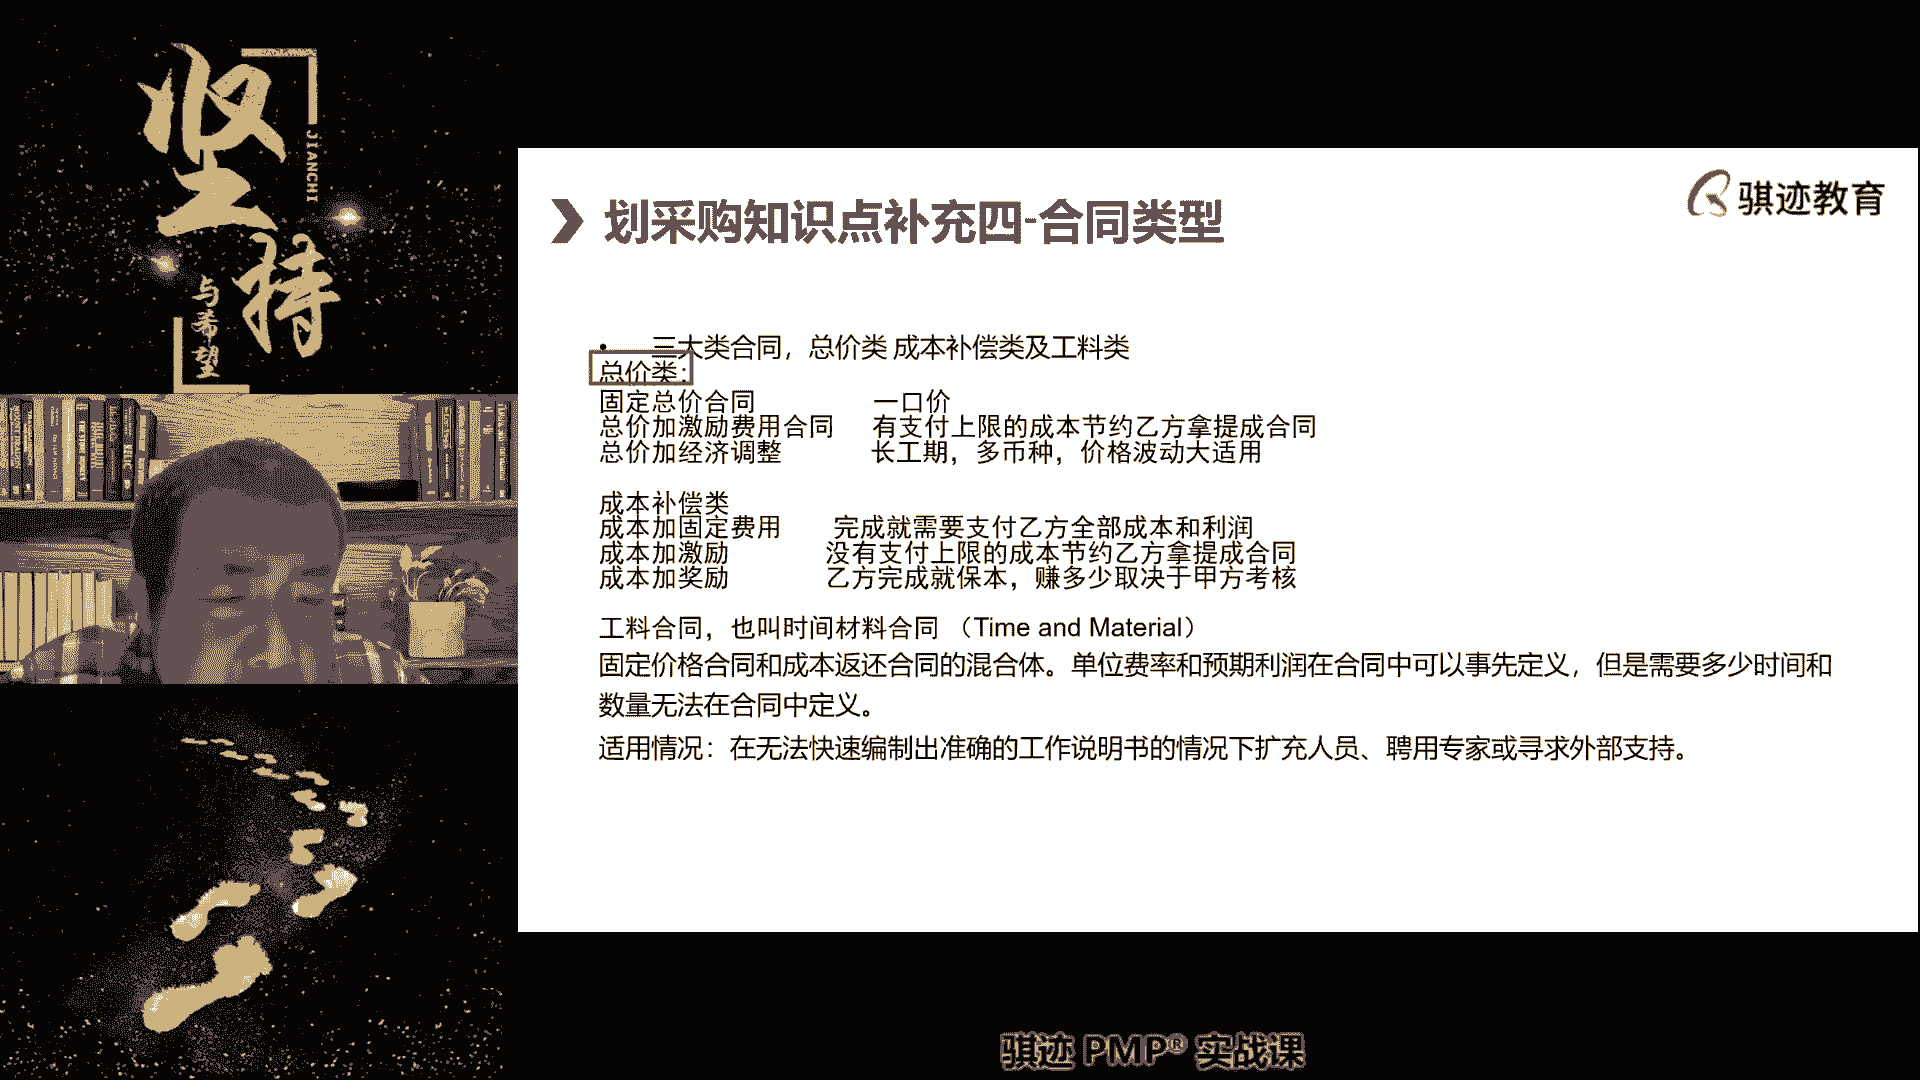 坚持
JIANCHI
与希望
骐迹教育
划采购知识点补充四-合同类型
• 三大类合同，总价类 成本补偿类及工料类
总价类：
固定总价合同 一口价
总价加激励费用合同 有支付上限的成本节约乙方拿提成合同
总价加经济调整 长工期，多币种，价格波动大适用
成本补偿类
成本加固定费用 完成就需要支付乙方全部成本和利润
成本加激励 没有支付上限的成本节约乙方拿提成合同
成本加奖励 乙方完成就保本，赚多少取决于甲方考核
工料合同，也叫时间材料合同 （Time and Material）
固定价格合同和成本返还合同的混合体。单位费率和预期利润在合同中可以事先定义，但是需要多少时间和
数量无法在合同中定义。
适用情况：在无法快速编制出准确的工作说明书的情况下扩充人员、聘用专家或寻求外部支持。
骐迹 PMP® 实战课